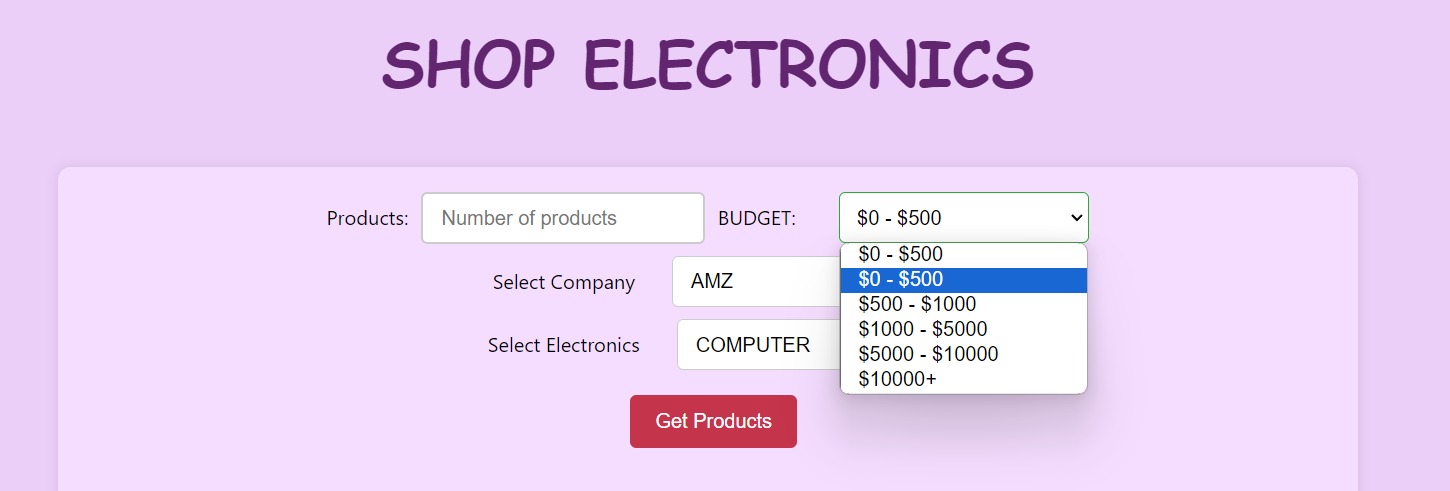 SHOP ELECTRONICS
Products: Number of products BUDGET: $0 - $500
$0 - $500
$0 - $500
$500 - $1000
$1000 - $5000
$5000 - $10000
$10000+
Select Company AMZ
Select Electronics COMPUTER
Get Products